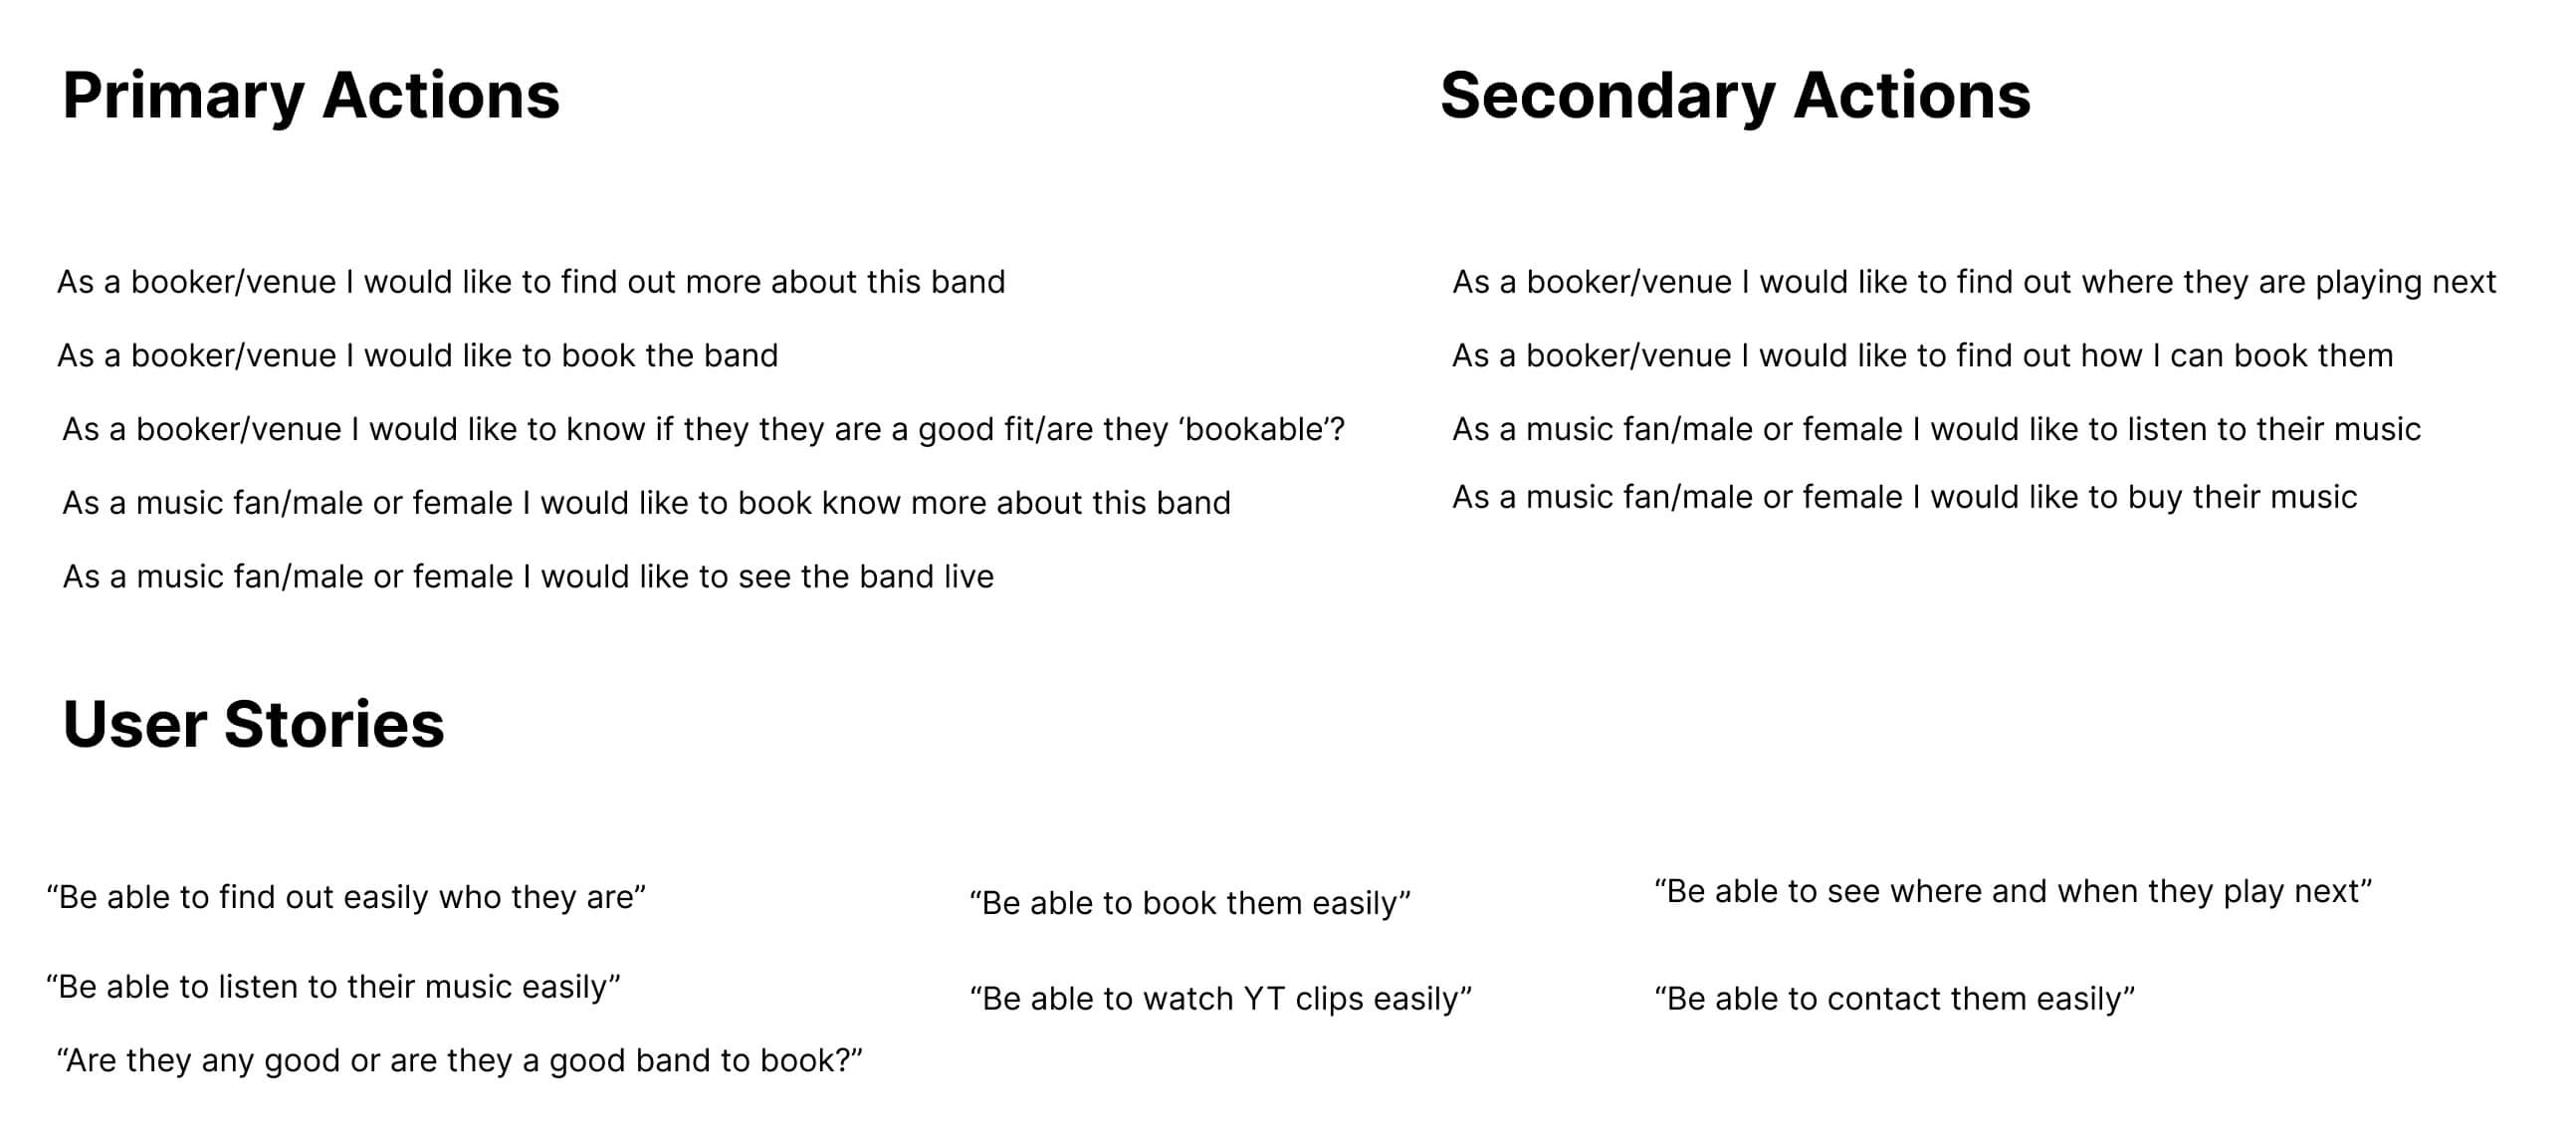 Primary Actions
As a booker/venue I would like to find out more about this band
As a booker/venue I would like to book the band
As a booker/venue I would like to know if they they are a good fit/are they ‘bookable’?
As a music fan/male or female I would like to book know more about this band
As a music fan/male or female I would like to see the band live
Secondary Actions
As a booker/venue I would like to find out where they are playing next
As a booker/venue I would like to find out how I can book them
As a music fan/male or female I would like to listen to their music
As a music fan/male or female I would like to buy their music
User Stories
“Be able to find out easily who they are”
“Be able to listen to their music easily”
“Are they any good or are they a good band to book?”
“Be able to book them easily”
“Be able to watch YT clips easily”
“Be able to see where and when they play next”
“Be able to contact them easily”